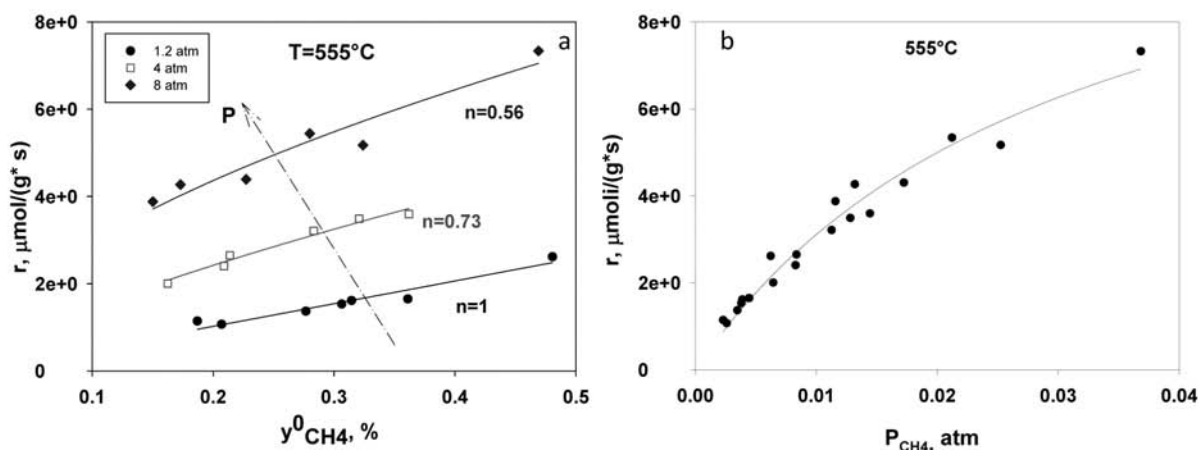 8e+0
6e+0
4e+0
2e+0
0
r, μmol/(g* s)
1.2 atm
4 atm
8 atm
T=555°C
a
P
n=0.56
n=0.73
n=1
0.1 0.2 0.3 0.4 0.5
y⁰CH4, %
8e+0
6e+0
4e+0
2e+0
0
r, μmoli/(g* s)
b
555°C
0.00 0.01 0.02 0.03 0.04
PCH4, atm